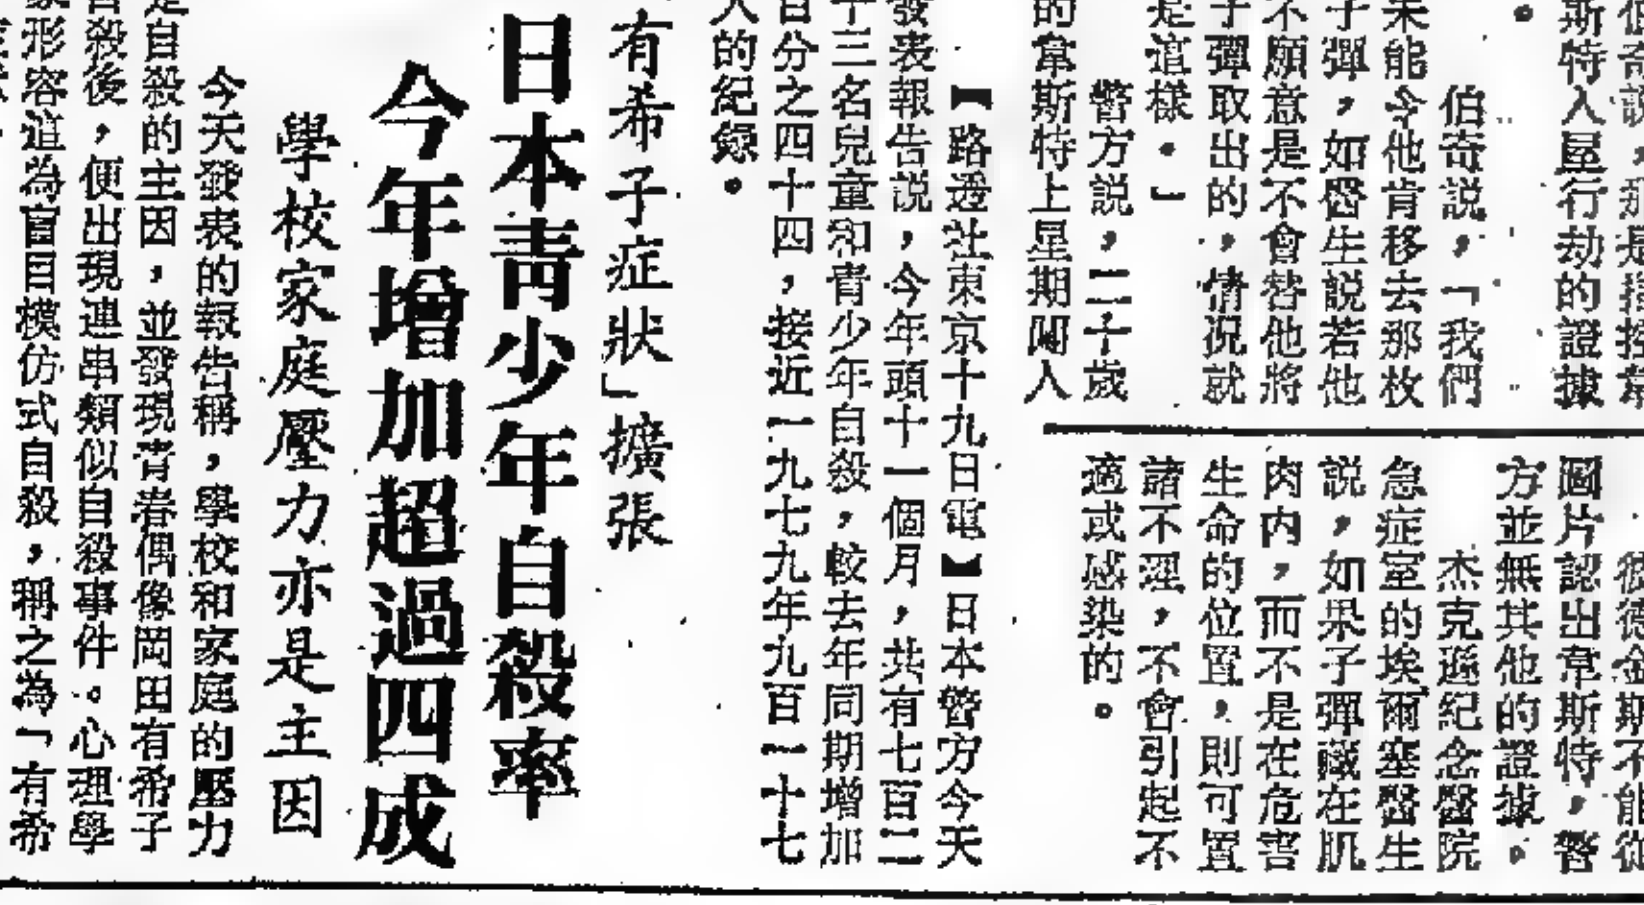 奇說,那是指控韋
斯特入屋行劫的證據
。
伯奇說,「我們
未能令他肯移去那枚
子彈,如醫生說若他
不願意是不會替他將
子彈取出的,情況就
是這樣。」
警方說,二十歲
的韋斯特上星期闖入
彼德金斯不能從
圖片認出韋斯特,警
方並無其他的證據。
杰克遜紀念醫院
急症室的埃爾塞醫生
說,如果子彈藏在肌
肉內,而不是在危害
生命的位置,則可置
諸不理,不會引起不
適或感染的。
有希子症狀」擴張
日本青少年自殺率
今年增加超過四成
學校家庭壓力亦是主因
【路透社東京十九日電】日本警方今天
發表報告說,今年頭十一個月,共有七百二
十三名兒童和青少年自殺,較去年同期增加
百分之四十四,接近一九七九年九百一十七
人的紀錄。
今天發表的報告稱,學校和家庭的壓力
是自殺的主因,並發現青春偶像岡田有希子
自殺後,便出現連串類似自殺事件。心理學
家形容這為盲目模仿式自殺,稱之為「有希